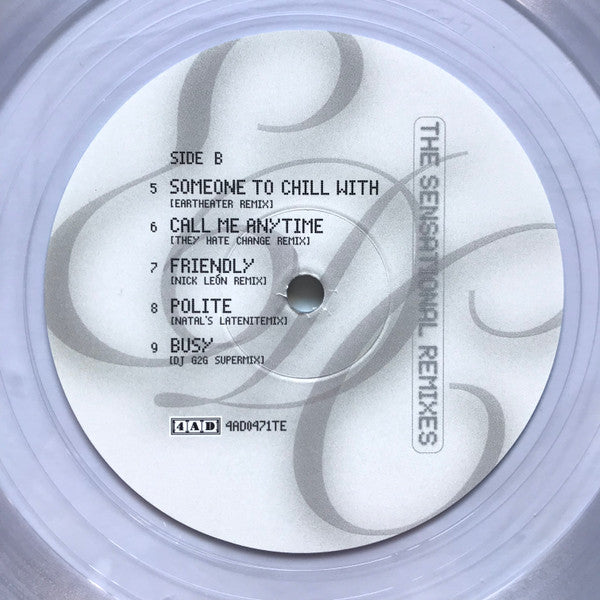 SIDE B
5 SOMEONE TO CHILL WITH
[EARTHEATER REMIX]
6 CALL ME ANYTIME
[THEY HATE CHANGE REMIX]
7 FRIENDLY
[NICK LEÓN REMIX]
8 POLITE
[NATAL'S LATENITEMIX]
9 BUSY
[DJ G2G SUPERMIX]
4AD 4AD0471TE
THE SENSATIONAL REMIXES